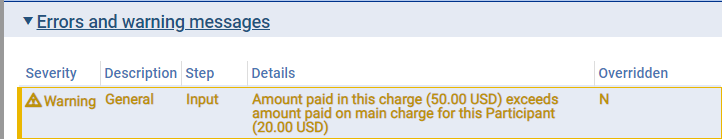 Errors and warning messages
Severity Description Step Details Overridden
Warning General Input Amount paid in this charge (50.00 USD) exceeds N
amount paid on main charge for this Participant
(20.00 USD)